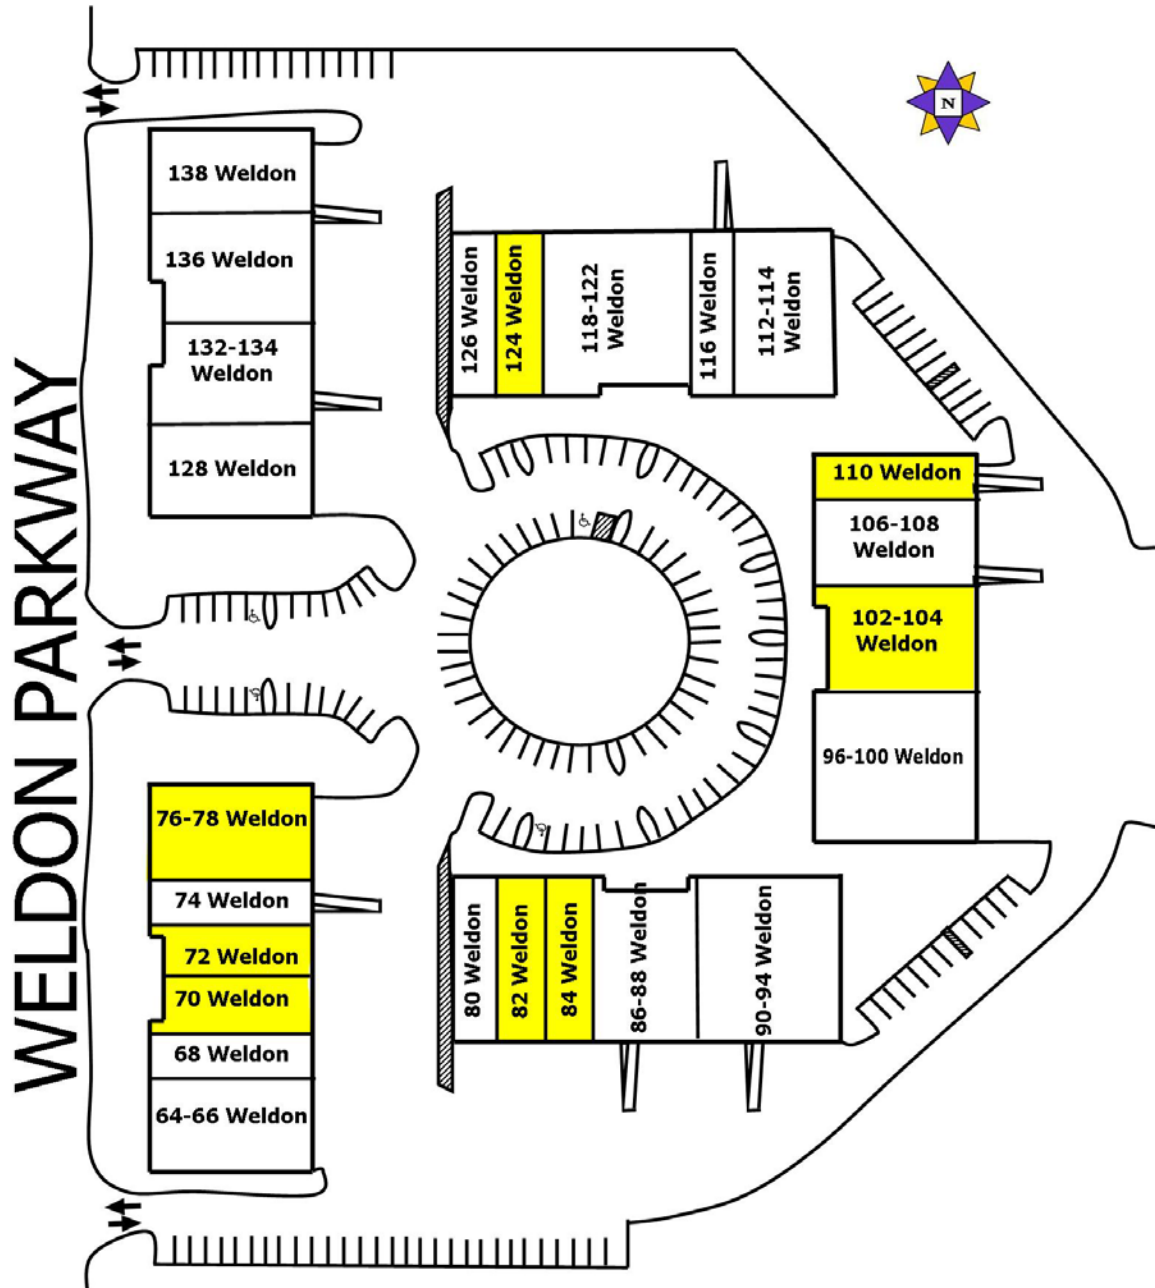 N
138 Weldon
136 Weldon
132-134
Weldon
128 Weldon
126 Weldon
124 Weldon
118-122
Weldon
116 Weldon
112-114
Weldon
110 Weldon
106-108
Weldon
102-104
Weldon
96-100 Weldon
WELDON PARKWAY
76-78 Weldon
74 Weldon
72 Weldon
70 Weldon
68 Weldon
64-66 Weldon
80 Weldon
82 Weldon
84 Weldon
86-88 Weldon
90-94 Weldon